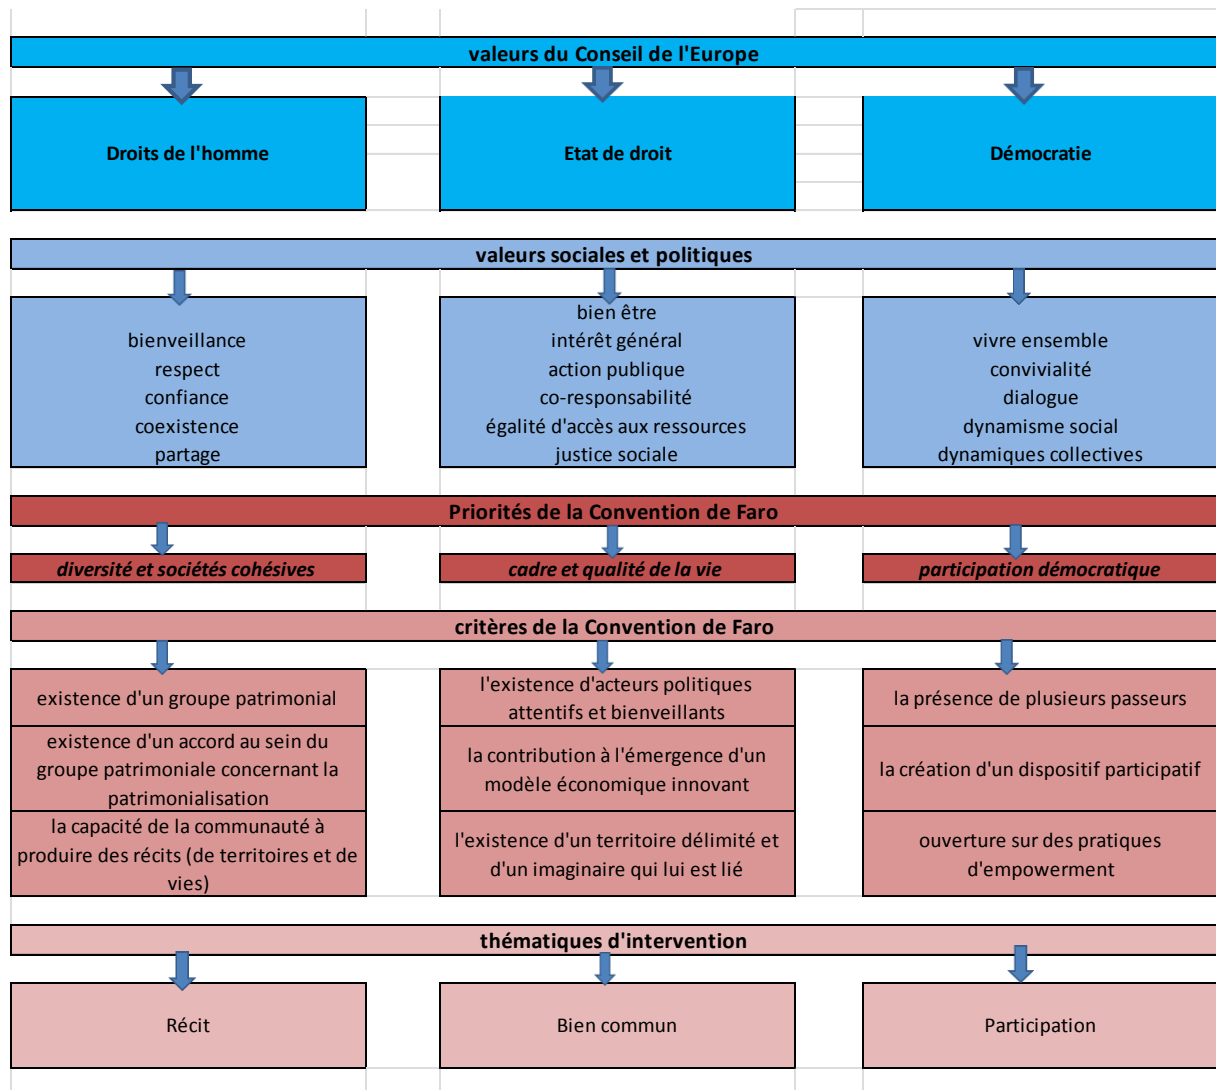 valeurs du Conseil de l'Europe
Droits de l'homme
Etat de droit
Démocratie
valeurs sociales et politiques
bienveillance
respect
confiance
coexistence
partage
bien être
intérêt général
action publique
co-responsabilité
égalité d'accès aux ressources
justice sociale
vivre ensemble
convivialité
dialogue
dynamisme social
dynamiques collectives
Priorités de la Convention de Faro
diversité et sociétés cohésives
cadre et qualité de la vie
participation démocratique
critères de la Convention de Faro
existence d'un groupe patrimonial
l'existence d'acteurs politiques
attentifs et bienveillants
la présence de plusieurs passeurs
existence d'un accord au sein du
groupe patrimoniale concernant la
patrimonialisation
la contribution à l'émergence d'un
modèle économique innovant
la création d'un dispositif participatif
la capacité de la communauté à
produire des récits (de territoires et de
vies)
l'existence d'un territoire délimité et
d'un imaginaire qui lui est lié
ouverture sur des pratiques
d'empowerment
thématiques d'intervention
Récit
Bien commun
Participation